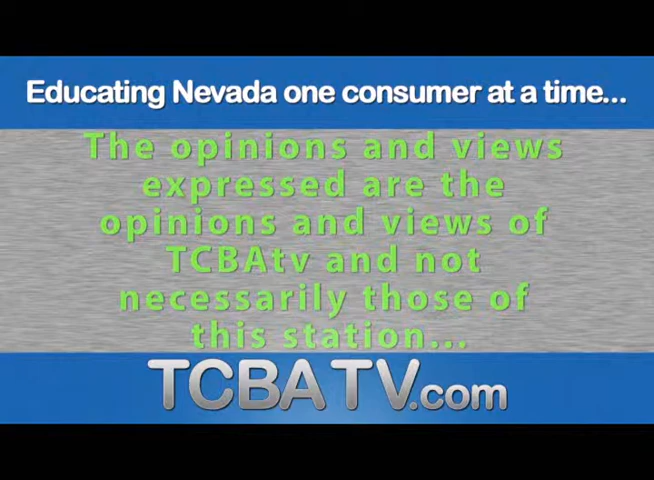 Educating Nevada one consumer at a time...
The opinions and views
expressed are the
opinions and views of
TCBAtv and not
necessarily those of
this station...
TCBATV.com